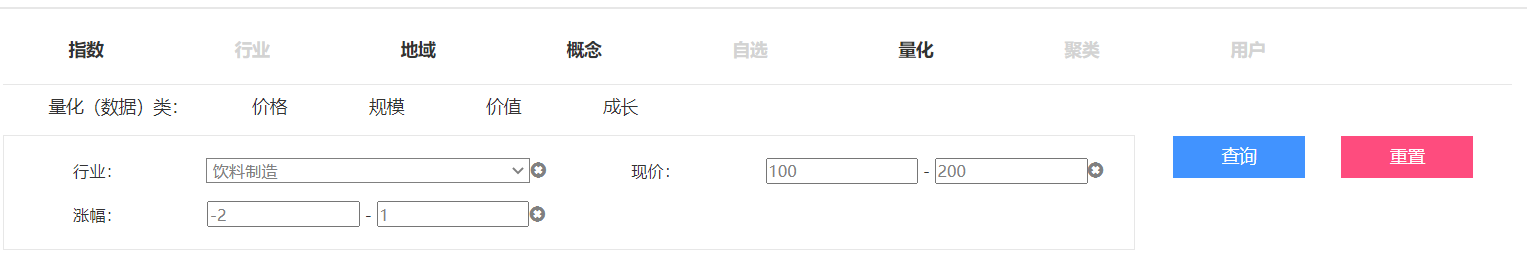 指数 行业 地域 概念 自选 量化 聚类 用户
量化（数据）类： 价格 规模 价值 成长
行业： 饮料制造 现价： 100 - 200 查询 重置
涨幅： -2 - 1